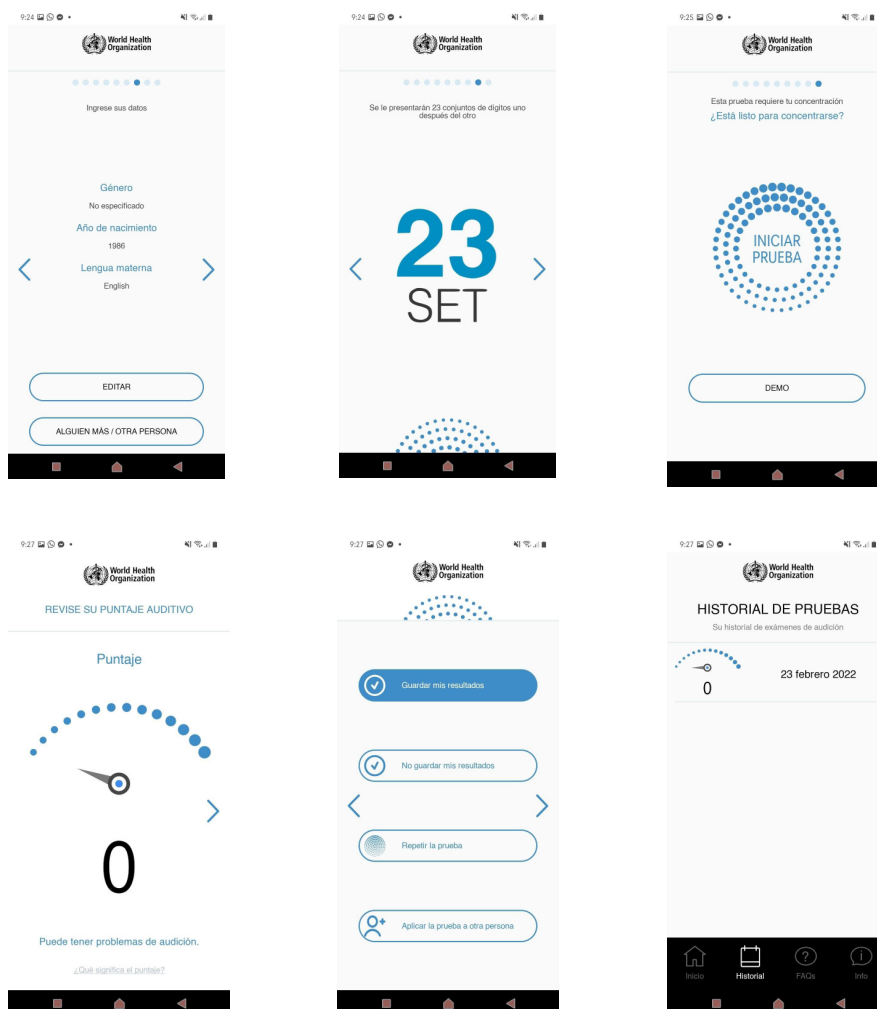 9:24
World Health
Organization
Ingrese sus datos
Género
No especificado
Año de nacimiento
1986
Lengua materna
English
EDITAR
ALGUIEN MÁS / OTRA PERSONA
9:24
World Health
Organization
Se le presentarán 23 conjuntos de dígitos uno
después del otro
23
SET
9:25
World Health
Organization
Esta prueba requiere tu concentración
¿Está listo para concentrarse?
INICIAR
PRUEBA
DEMO
9:27
World Health
Organization
REVISE SU PUNTAJE AUDITIVO
Puntaje
0
Puede tener problemas de audición.
¿Qué significa el puntaje?
9:27
World Health
Organization
Guardar mis resultados
No guardar mis resultados
Repetir la prueba
Aplicar la prueba a otra persona
9:27
World Health
Organization
HISTORIAL DE PRUEBAS
Su historial de exámenes de audición
0
23 febrero 2022
Inicio
Historial
FAQs
Info